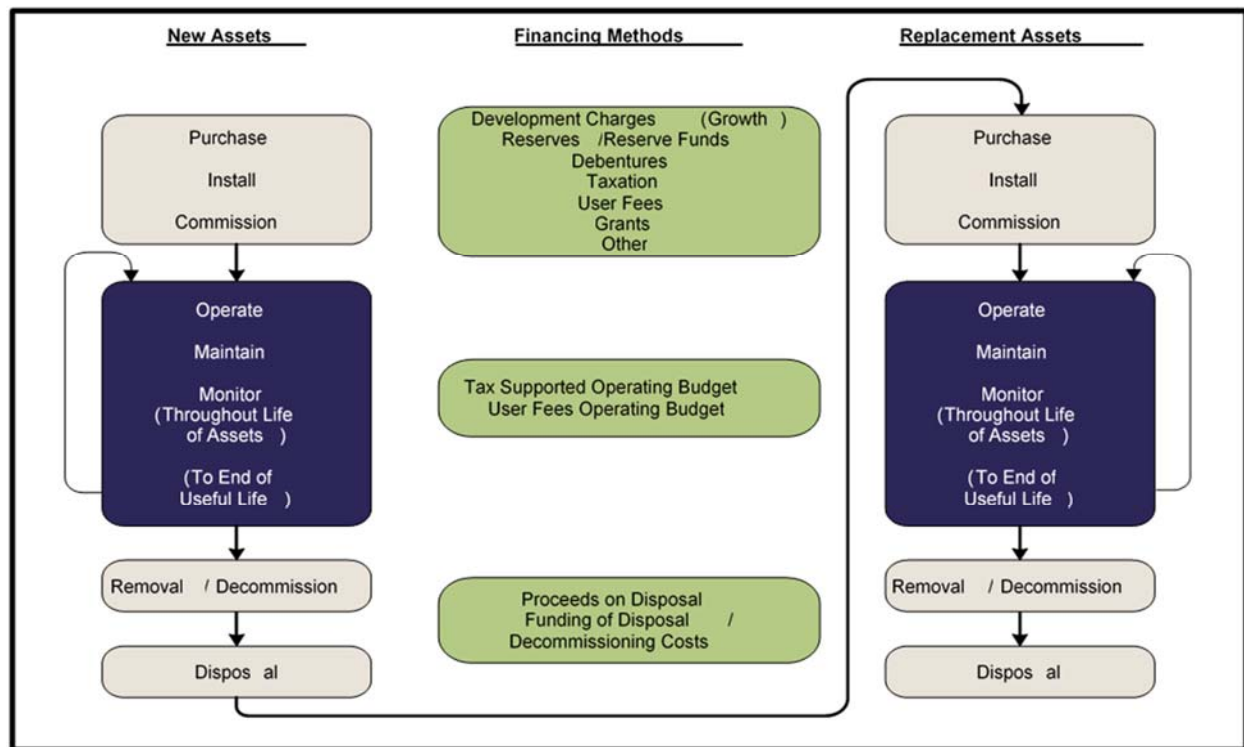 New Assets
Purchase
Install
Commission
Operate
Maintain
Monitor
(Throughout Life
of Assets )
(To End of
Useful Life )
Removal / Decommission
Dispos al
Financing Methods
Development Charges (Growth )
Reserves /Reserve Funds
Debentures
Taxation
User Fees
Grants
Other
Tax Supported Operating Budget
User Fees Operating Budget
Proceeds on Disposal
Funding of Disposal /
Decommissioning Costs
Replacement Assets
Purchase
Install
Commission
Operate
Maintain
Monitor
(Throughout Life
of Assets )
(To End of
Useful Life )
Removal / Decommission
Dispos al